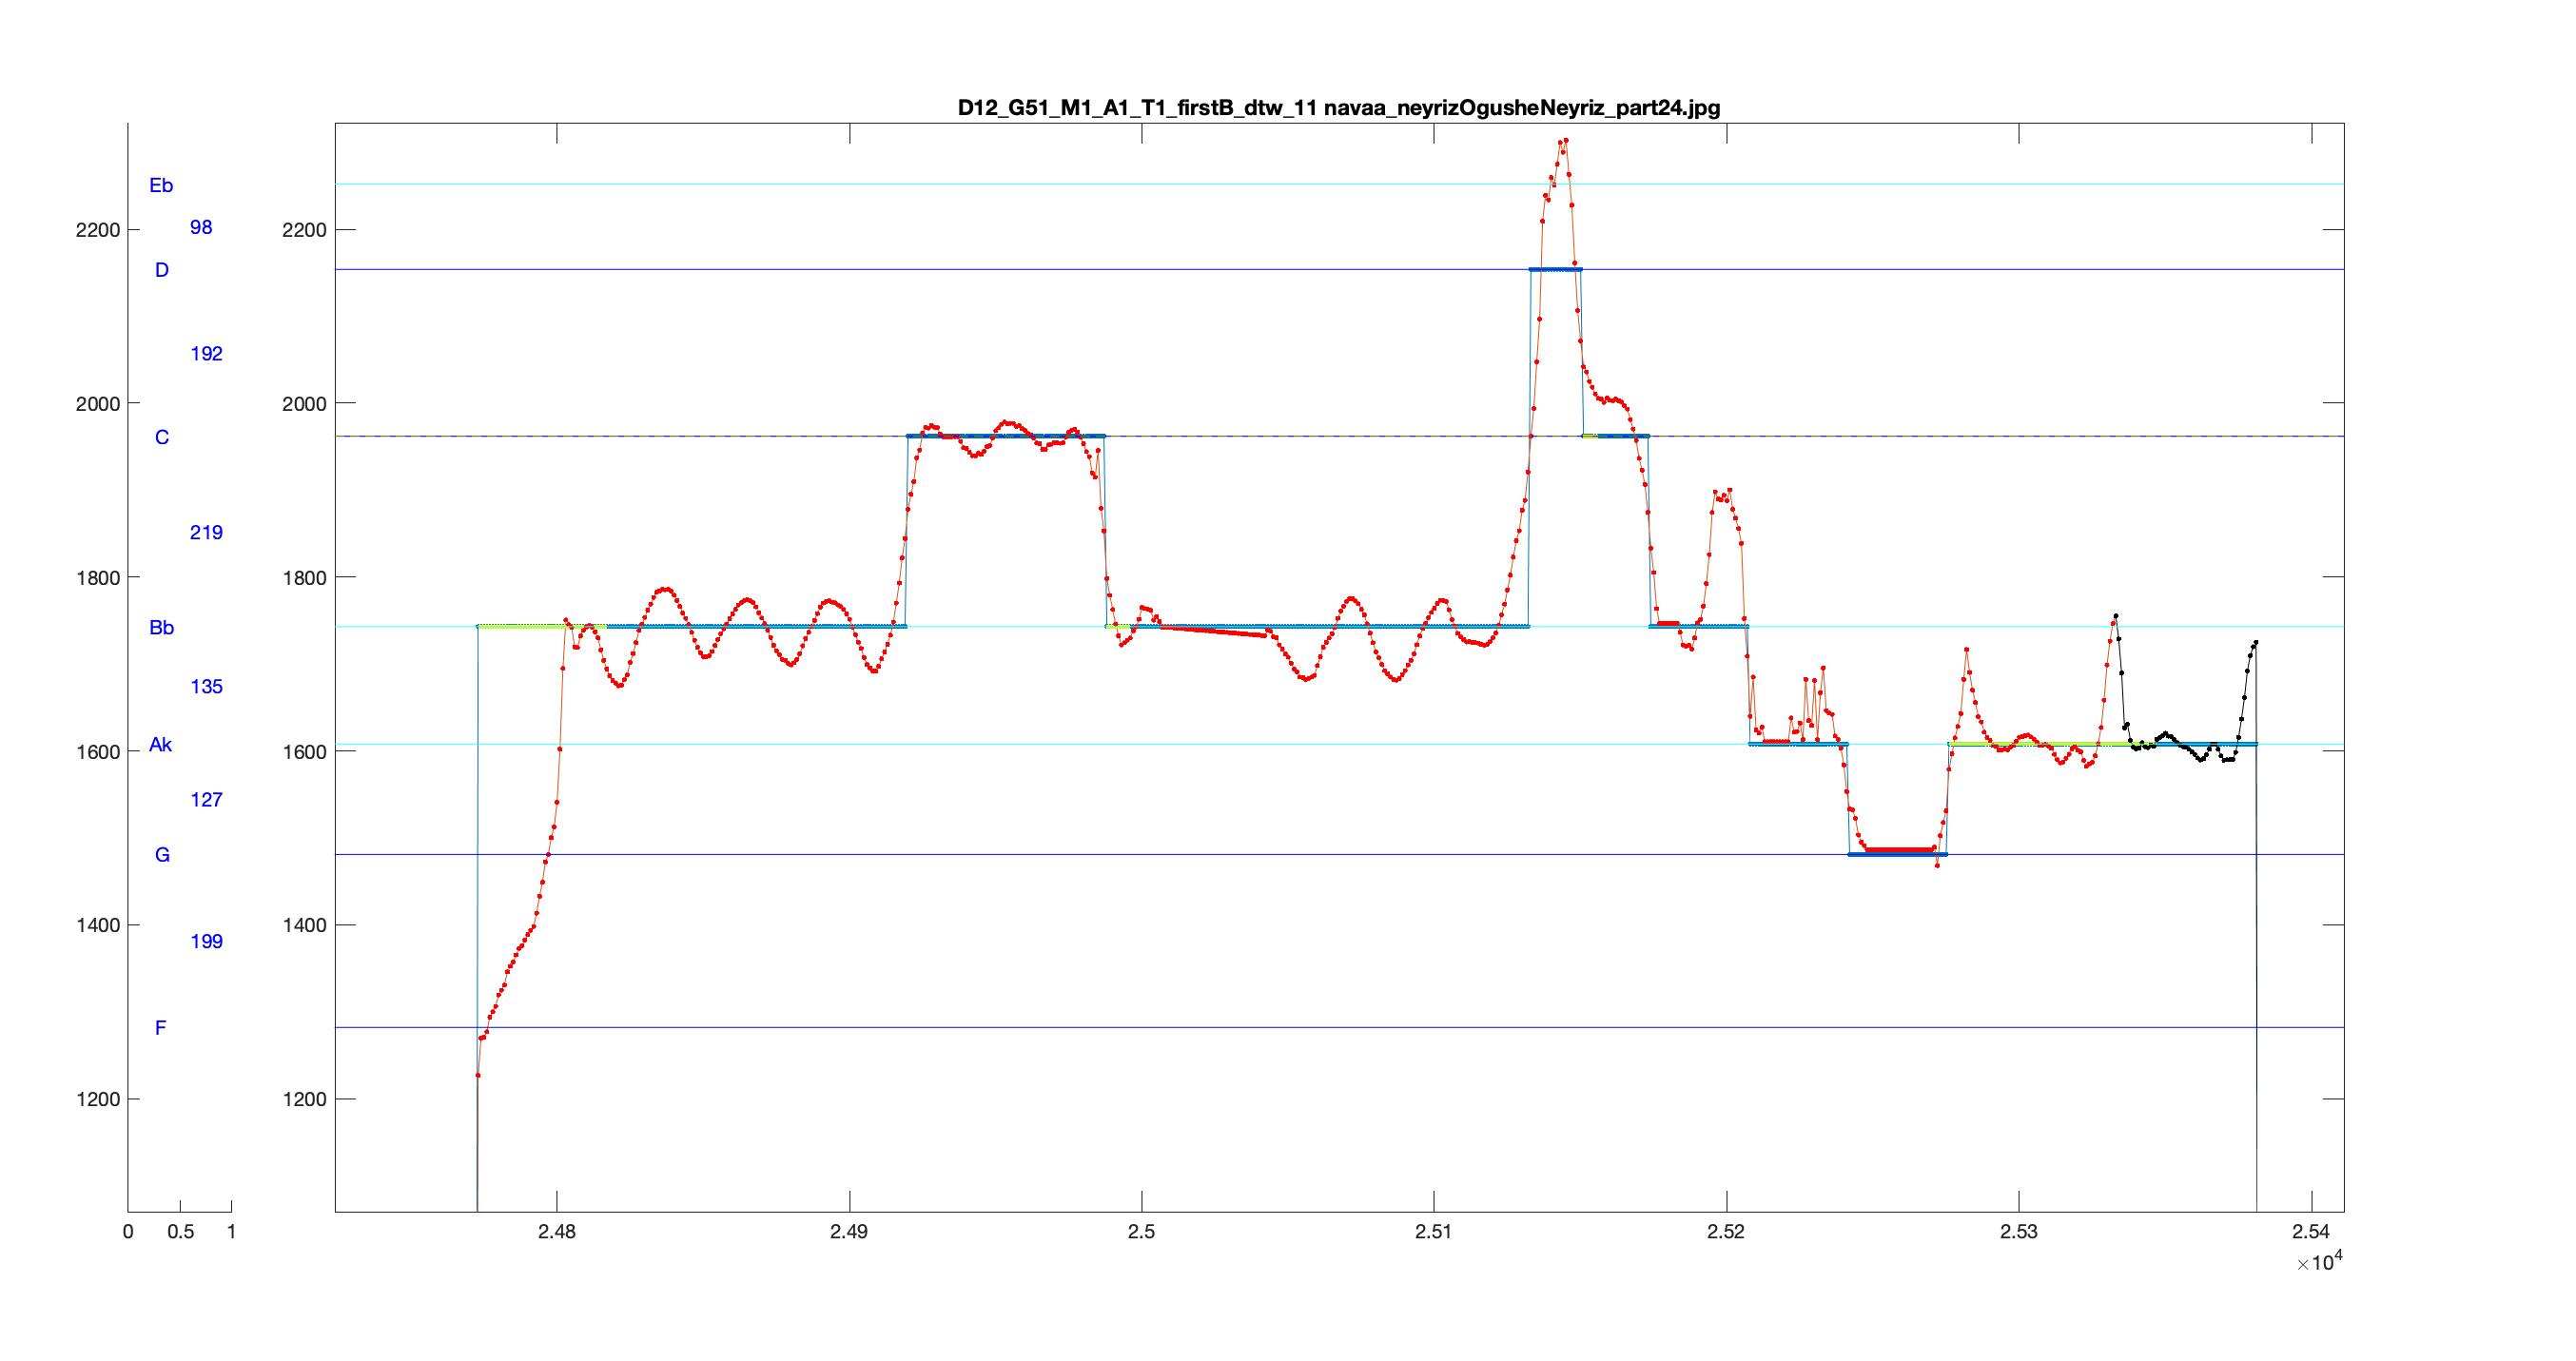 D12_G51_M1_A1_T1_firstB_dtw_11 navaa_neyrizOgusheNeyriz_part24.jpg
Eb
2200 98 2200
D
192
2000 2000
C
219
1800 1800
Bb
135
1600 Ak 1600
127
G
1400 199 1400
F
1200 1200
0 0.5 1 2.48 2.49 2.5 2.51 2.52 2.53 2.54
×10⁴